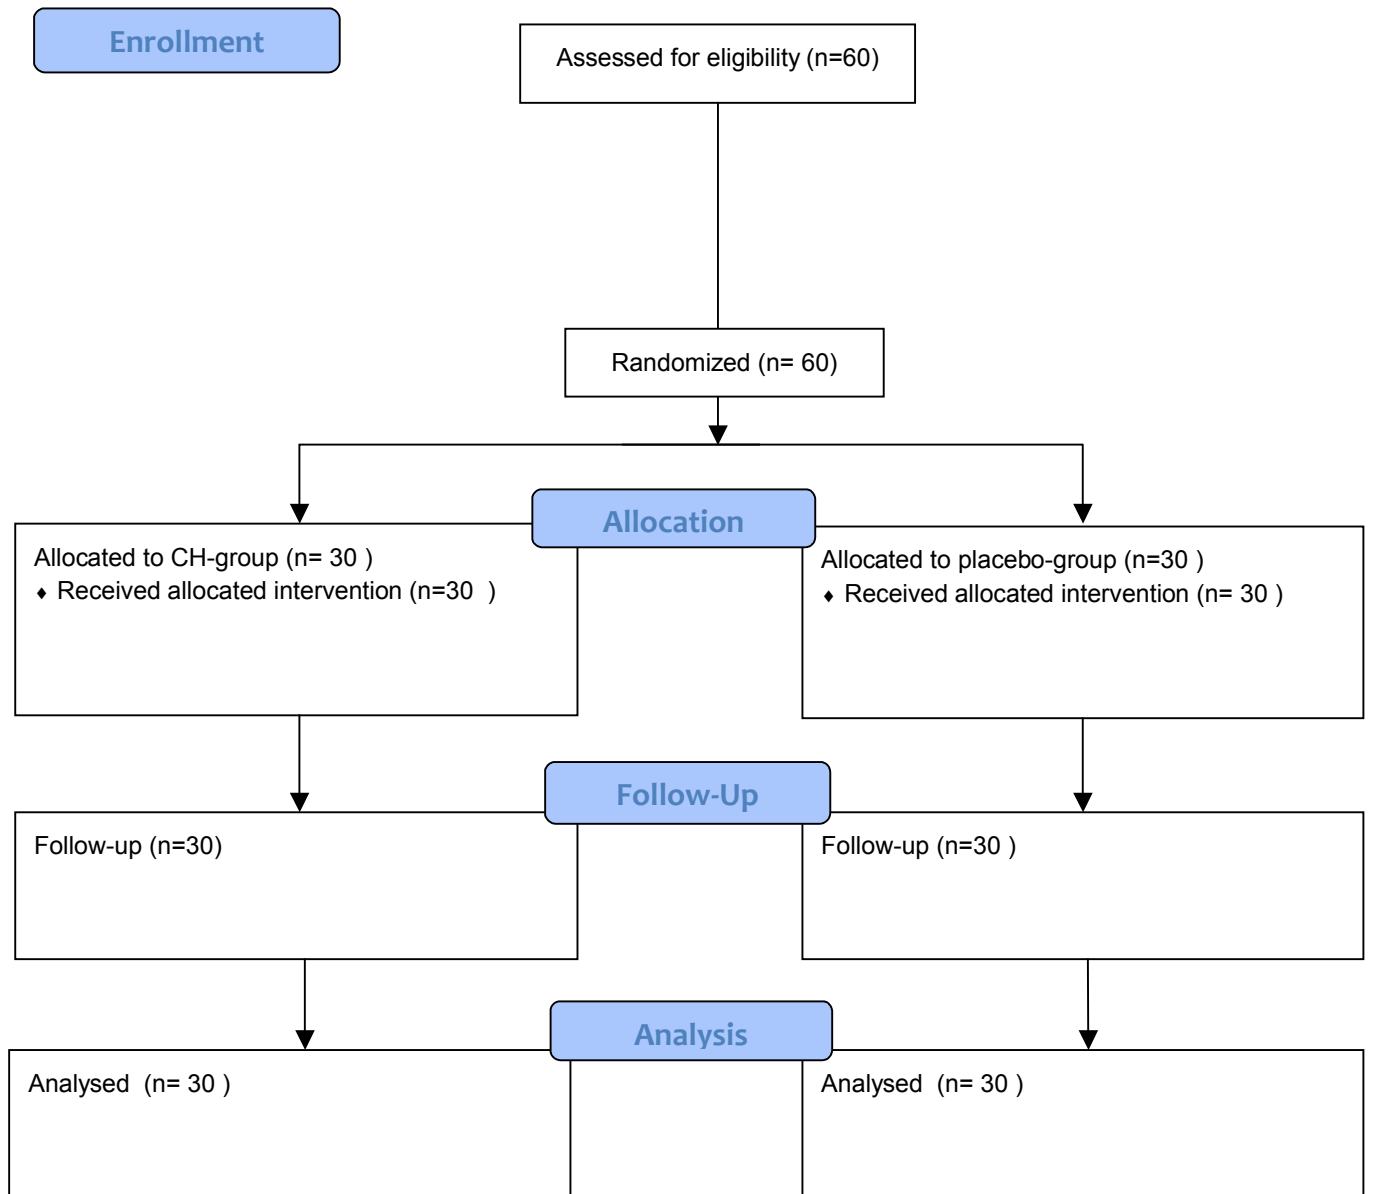 Enrollment
Assessed for eligibility (n=60)
Randomized (n= 60)
Allocation
Allocated to CH-group (n= 30 )
♦ Received allocated intervention (n=30  )
Allocated to placebo-group (n=30 )
♦ Received allocated intervention (n= 30 )
Follow-Up
Follow-up (n=30)
Follow-up (n=30 )
Analysis
Analysed  (n= 30 )
Analysed  (n= 30 )